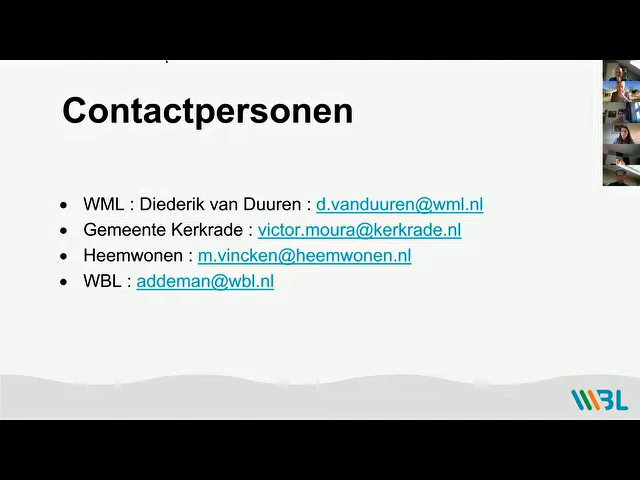 Contactpersonen
• WML : Diederik van Duuren : d.vanduuren@wml.nl
• Gemeente Kerkrade : victor.moura@kerkrade.nl
• Heemwonen : m.vincken@heemwonen.nl
• WBL : addeman@wbl.nl
WBL